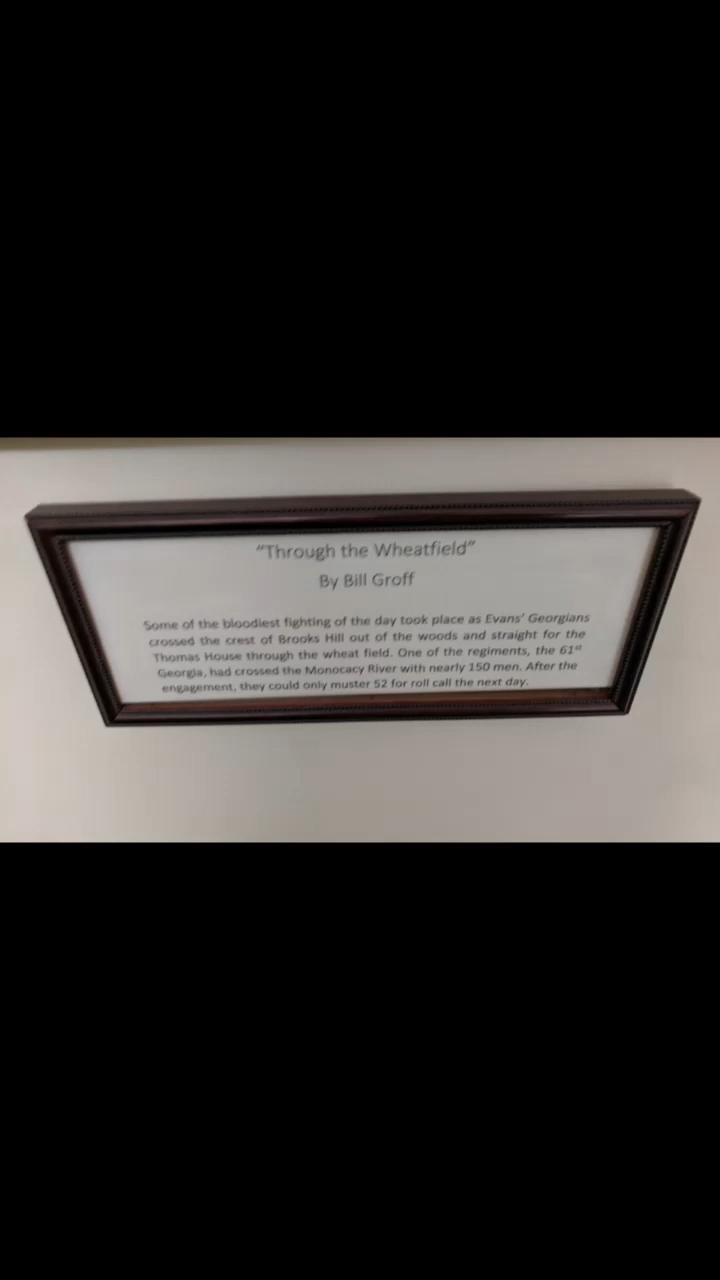 “Through the Wheatfield”
By Bill Groff
Some of the bloodiest fighting of the day took place as Evans’ Georgians
crossed the crest of Brooks Hill out of the woods and straight for the
Thomas House through the wheat field. One of the regiments, the 61st
Georgia, had crossed the Monocacy River with nearly 150 men. After the
engagement, they could only muster 52 for roll call the next day.